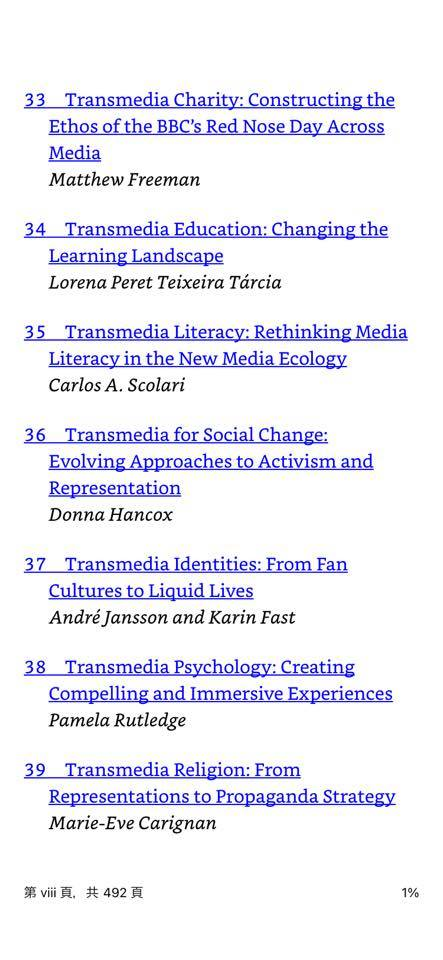 33 Transmedia Charity: Constructing the
Ethos of the BBC’s Red Nose Day Across
Media
Matthew Freeman
34 Transmedia Education: Changing the
Learning Landscape
Lorena Peret Teixeira Tárcia
35 Transmedia Literacy: Rethinking Media
Literacy in the New Media Ecology
Carlos A. Scolari
36 Transmedia for Social Change:
Evolving Approaches to Activism and
Representation
Donna Hancox
37 Transmedia Identities: From Fan
Cultures to Liquid Lives
André Jansson and Karin Fast
38 Transmedia Psychology: Creating
Compelling and Immersive Experiences
Pamela Rutledge
39 Transmedia Religion: From
Representations to Propaganda Strategy
Marie-Eve Carignan
第 viii 頁，共 492 頁 1%